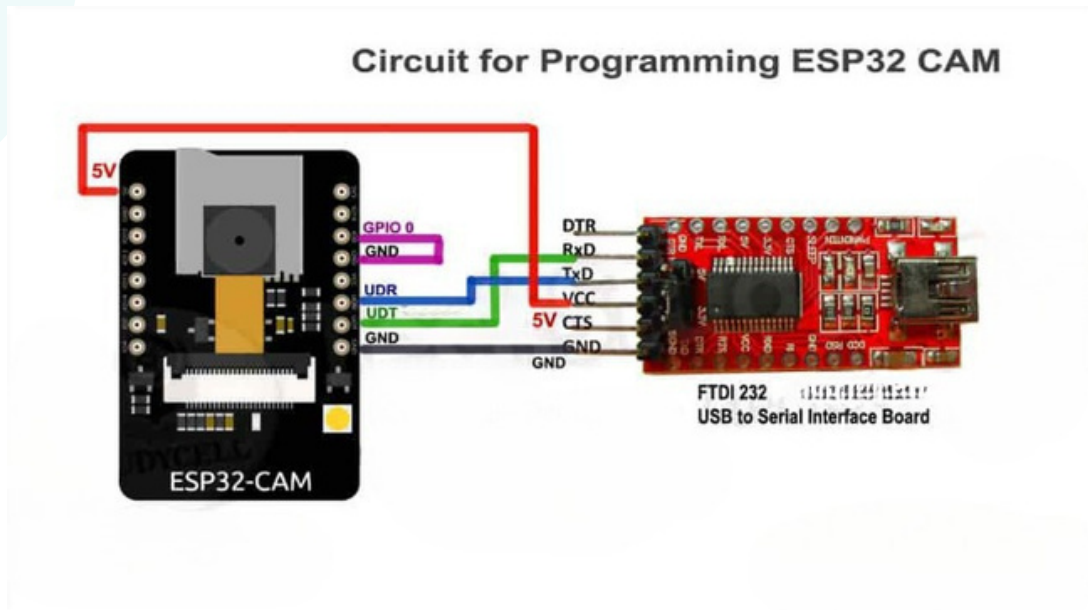 Circuit for Programming ESP32 CAM
5V
GPIO 0
GND
UDR
UDT
GND
DTR
RxD
TxD
VCC
5V
CTS
GND
GND
FTDI 232
USB to Serial Interface Board
ESP32-CAM